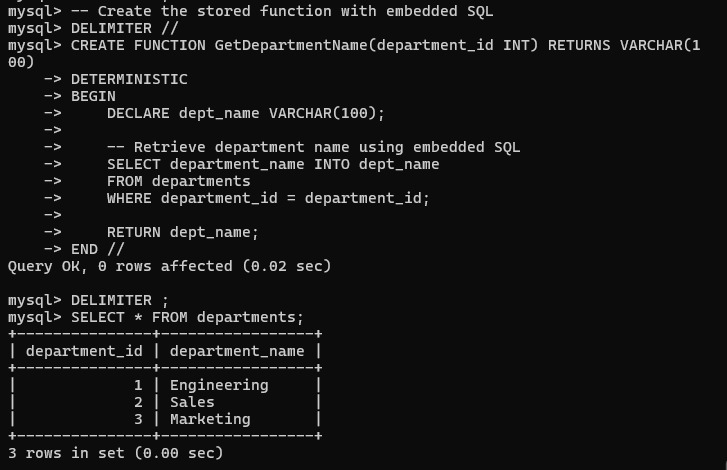 mysql> -- Create the stored function with embedded SQL
mysql> DELIMITER //
mysql> CREATE FUNCTION GetDepartmentName(department_id INT) RETURNS VARCHAR(1
00)
    -> DETERMINISTIC
    -> BEGIN
    ->     DECLARE dept_name VARCHAR(100);
    ->
    ->     -- Retrieve department name using embedded SQL
    ->     SELECT department_name INTO dept_name
    ->     FROM departments
    ->     WHERE department_id = department_id;
    ->
    ->     RETURN dept_name;
    -> END //
Query OK, 0 rows affected (0.02 sec)

mysql> DELIMITER ;
mysql> SELECT * FROM departments;
+---------------+-----------------+
| department_id | department_name |
+---------------+-----------------+
|             1 | Engineering     |
|             2 | Sales           |
|             3 | Marketing       |
+---------------+-----------------+
3 rows in set (0.00 sec)